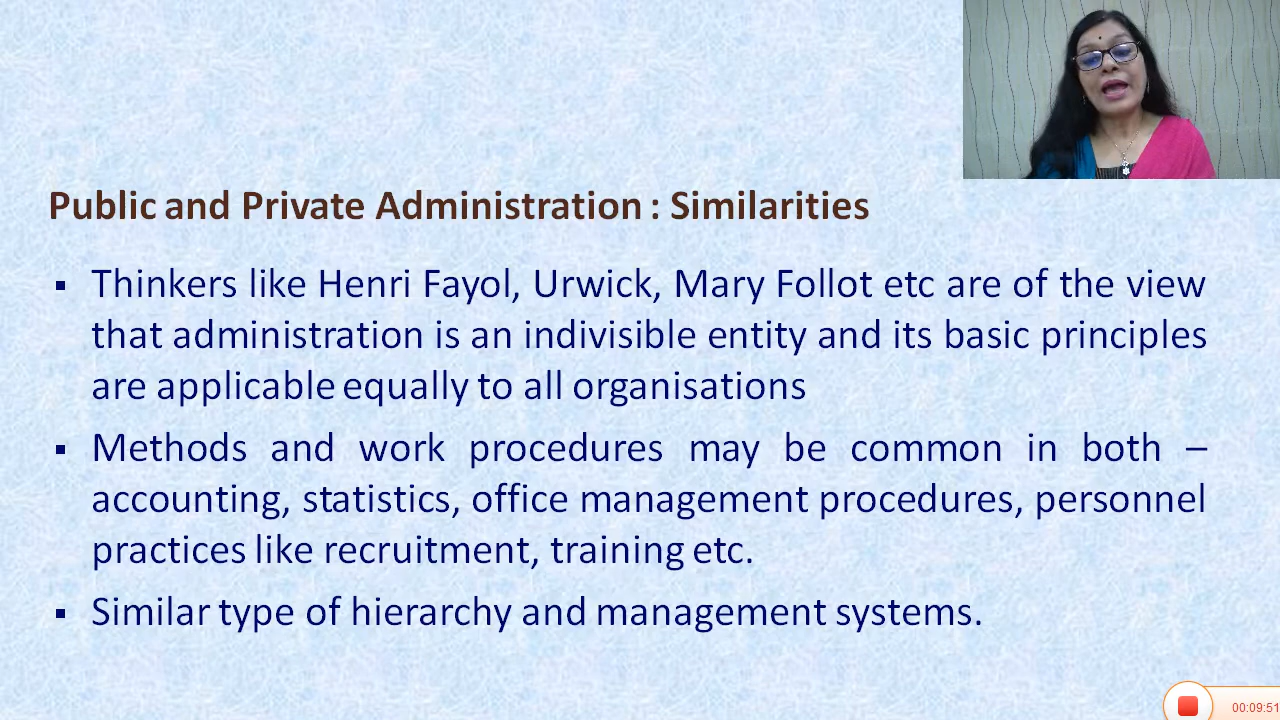 Public and Private Administration : Similarities
▪ Thinkers like Henri Fayol, Urwick, Mary Follot etc are of the view
that administration is an indivisible entity and its basic principles
are applicable equally to all organisations
▪ Methods and work procedures may be common in both –
accounting, statistics, office management procedures, personnel
practices like recruitment, training etc.
▪ Similar type of hierarchy and management systems.
00:09:51